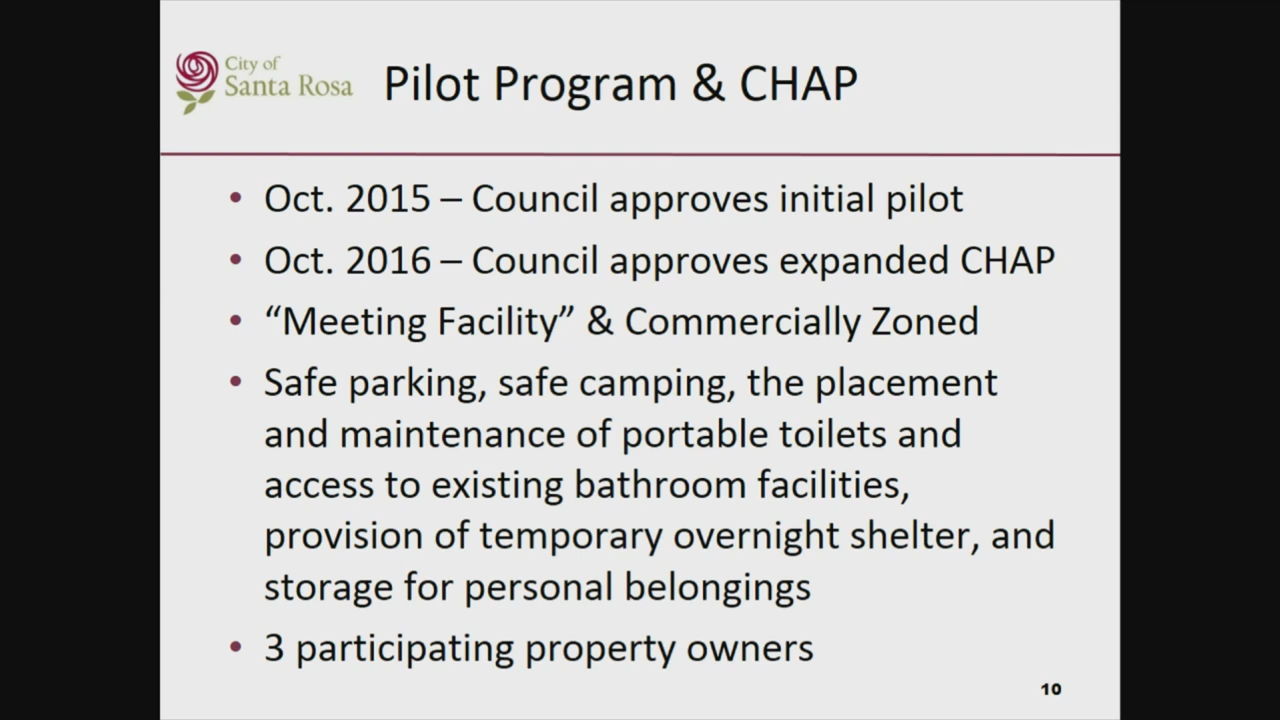 City of
Santa Rosa
Pilot Program & CHAP
• Oct. 2015 – Council approves initial pilot
• Oct. 2016 – Council approves expanded CHAP
• “Meeting Facility” & Commercially Zoned
• Safe parking, safe camping, the placement
and maintenance of portable toilets and
access to existing bathroom facilities,
provision of temporary overnight shelter, and
storage for personal belongings
• 3 participating property owners
10